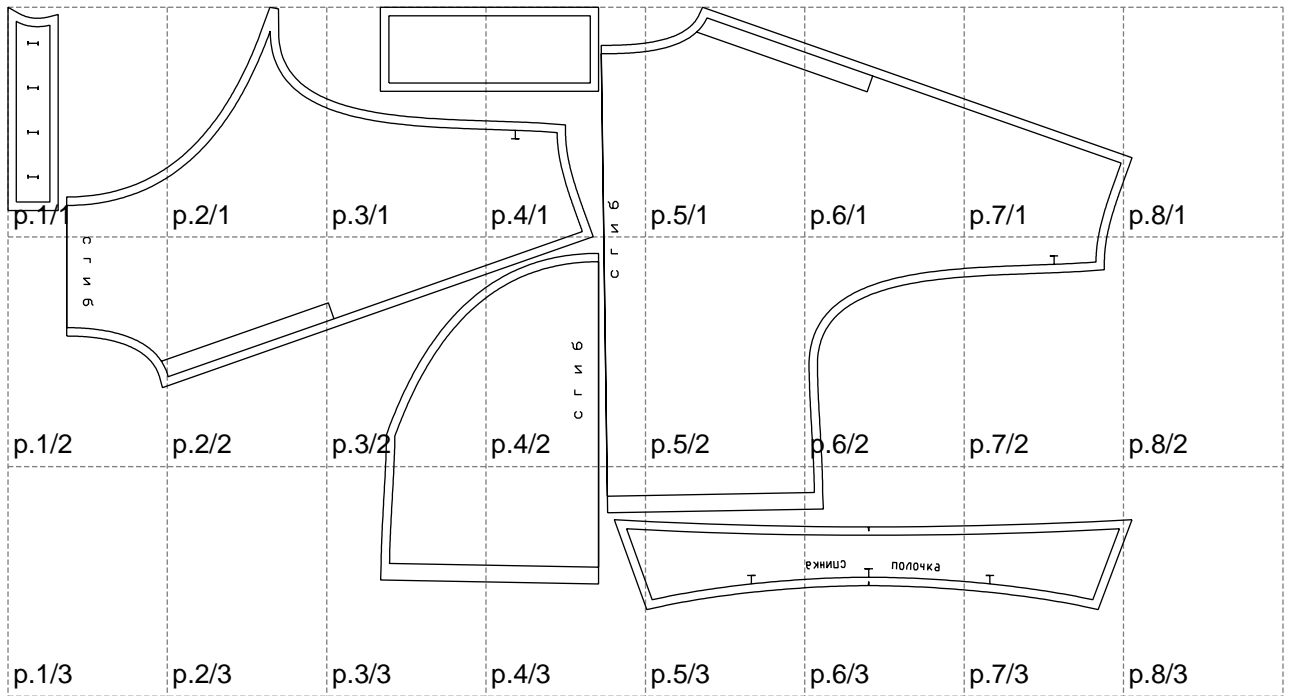 p.1/1 p.2/1 p.3/1 p.4/1 p.5/1 p.6/1 p.7/1 p.8/1
сгиб
сгиб
сгиб
p.1/2 p.2/2 p.3/2 p.4/2 p.5/2 p.6/2 p.7/2 p.8/2
спинка полочка
p.1/3 p.2/3 p.3/3 p.4/3 p.5/3 p.6/3 p.7/3 p.8/3